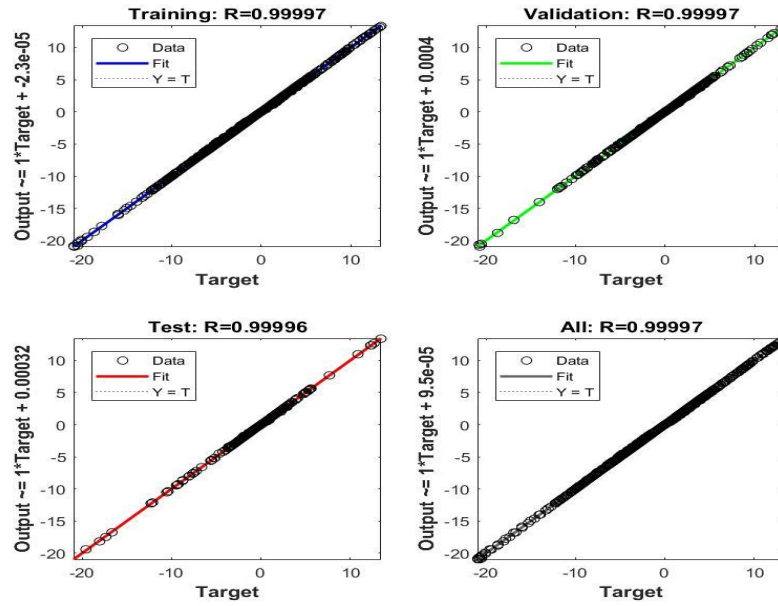 Training: R=0.99997
Output ~= 1*Target + -2.3e-05
10
5
0
-5
-10
-15
-20
Data
Fit
Y = T
-20
-10
0
10
Target
Validation: R=0.99997
Output ~= 1*Target + 0.0004
10
5
0
-5
-10
-15
-20
Data
Fit
Y = T
-20
-10
0
10
Target
Test: R=0.99996
Output ~= 1*Target + 0.00032
10
5
0
-5
-10
-15
-20
Data
Fit
Y = T
-20
-10
0
10
Target
All: R=0.99997
Output ~= 1*Target + 9.5e-05
10
5
0
-5
-10
-15
-20
Data
Fit
Y = T
-20
-10
0
10
Target